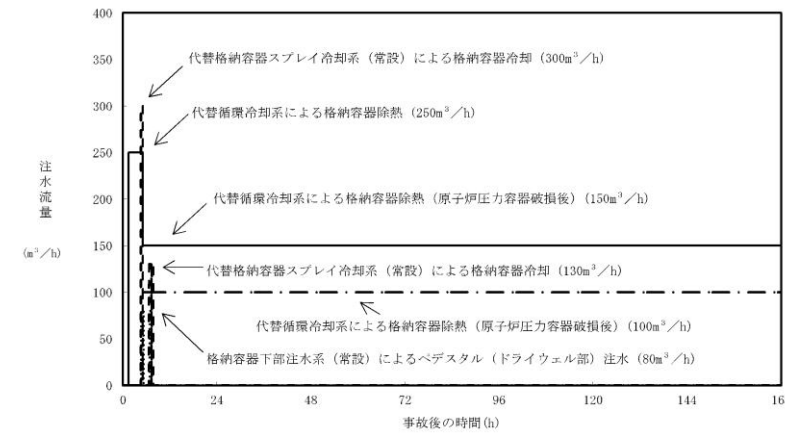 400
代替格納容器スプレイ冷却系（常設）による格納容器冷却（300m³／h）
350
300
代替循環冷却系による格納容器除熱（250m³／h）
250
注水流量
（m³／h）
200
代替循環冷却系による格納容器除熱（原子炉圧力容器破損後）（150m³／h）
150
代替格納容器スプレイ冷却系（常設）による格納容器冷却（130m³／h）
100
代替循環冷却系による格納容器除熱（原子炉圧力容器破損後）（100m³／h）
50
格納容器下部注水系（常設）によるペデスタル（ドライウェル部）注水（80m³／h）
0
0 24 48 72 96 120 144 16
事故後の時間(h)